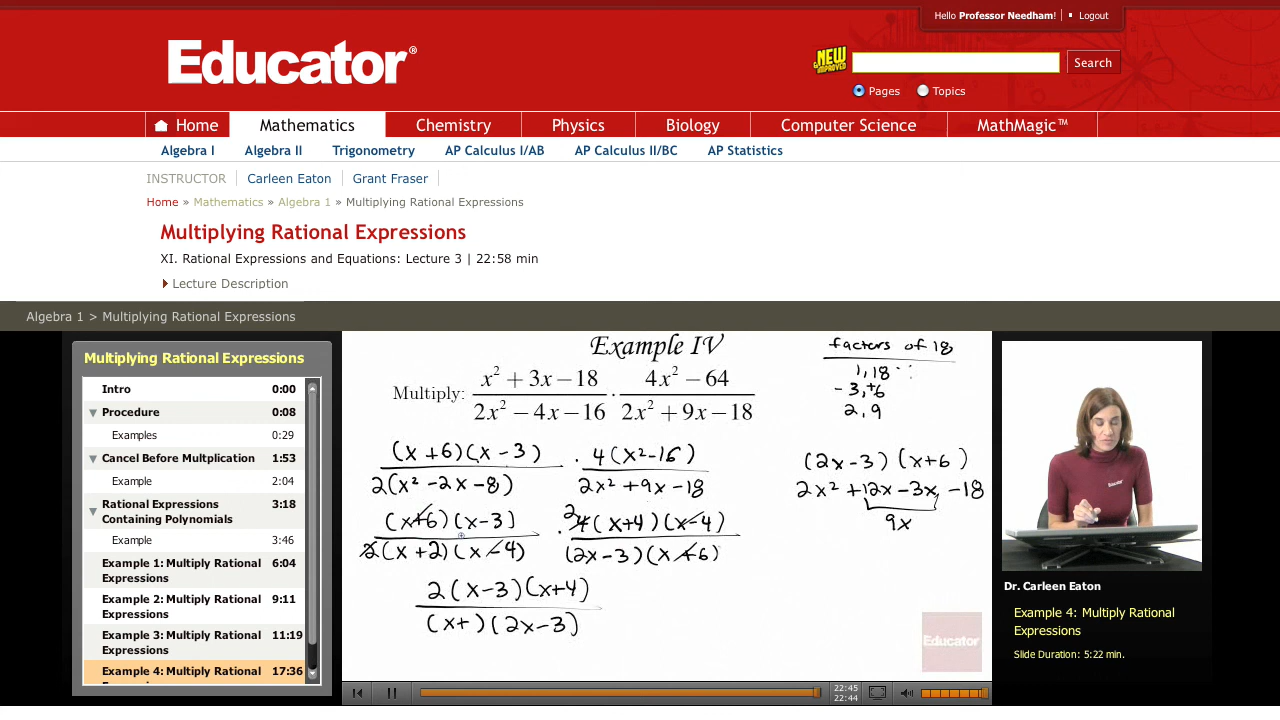 Hello Professor Needham! | ▪ Logout
Educator®
NEW & IMPROVED
Search
Pages Topics
Home Mathematics Chemistry Physics Biology Computer Science MathMagic™
Algebra I Algebra II Trigonometry AP Calculus I/AB AP Calculus II/BC AP Statistics
INSTRUCTOR Carleen Eaton Grant Fraser
Home » Mathematics » Algebra 1 » Multiplying Rational Expressions
Multiplying Rational Expressions
XI. Rational Expressions and Equations: Lecture 3 | 22:58 min
Lecture Description
Algebra 1 > Multiplying Rational Expressions
Multiplying Rational Expressions
Intro 0:00
Procedure 0:08
Examples 0:29
Cancel Before Multplication 1:53
Example 2:04
Rational Expressions 3:18
Containing Polynomials
Example 3:46
Example 1: Multiply Rational 6:04
Expressions
Example 2: Multiply Rational 9:11
Expressions
Example 3: Multiply Rational 11:19
Expressions
Example 4: Multiply Rational 17:36
Example IV
Multiply: x² + 3x – 18 / 2x² – 4x – 16 · 4x² – 64 / 2x² + 9x – 18
factors of 18
1, 18
-3, +6
2, 9
(x +6)(x -3) · 4(x²-16)
2(x² -2x -8) 2x² +9x -18
(x+6)(x-3) · 2 4(x+4)(x-4)
2(x +2)(x -4) (2x -3)(x +6)
2(x-3)(x+4)
(x+)(2x-3)
(2x-3)(x+6)
2x² +12x -3x -18
9x
Educator
22:45
22:44
Educator
Dr. Carleen Eaton
Example 4: Multiply Rational
Expressions
Slide Duration: 5:22 min.